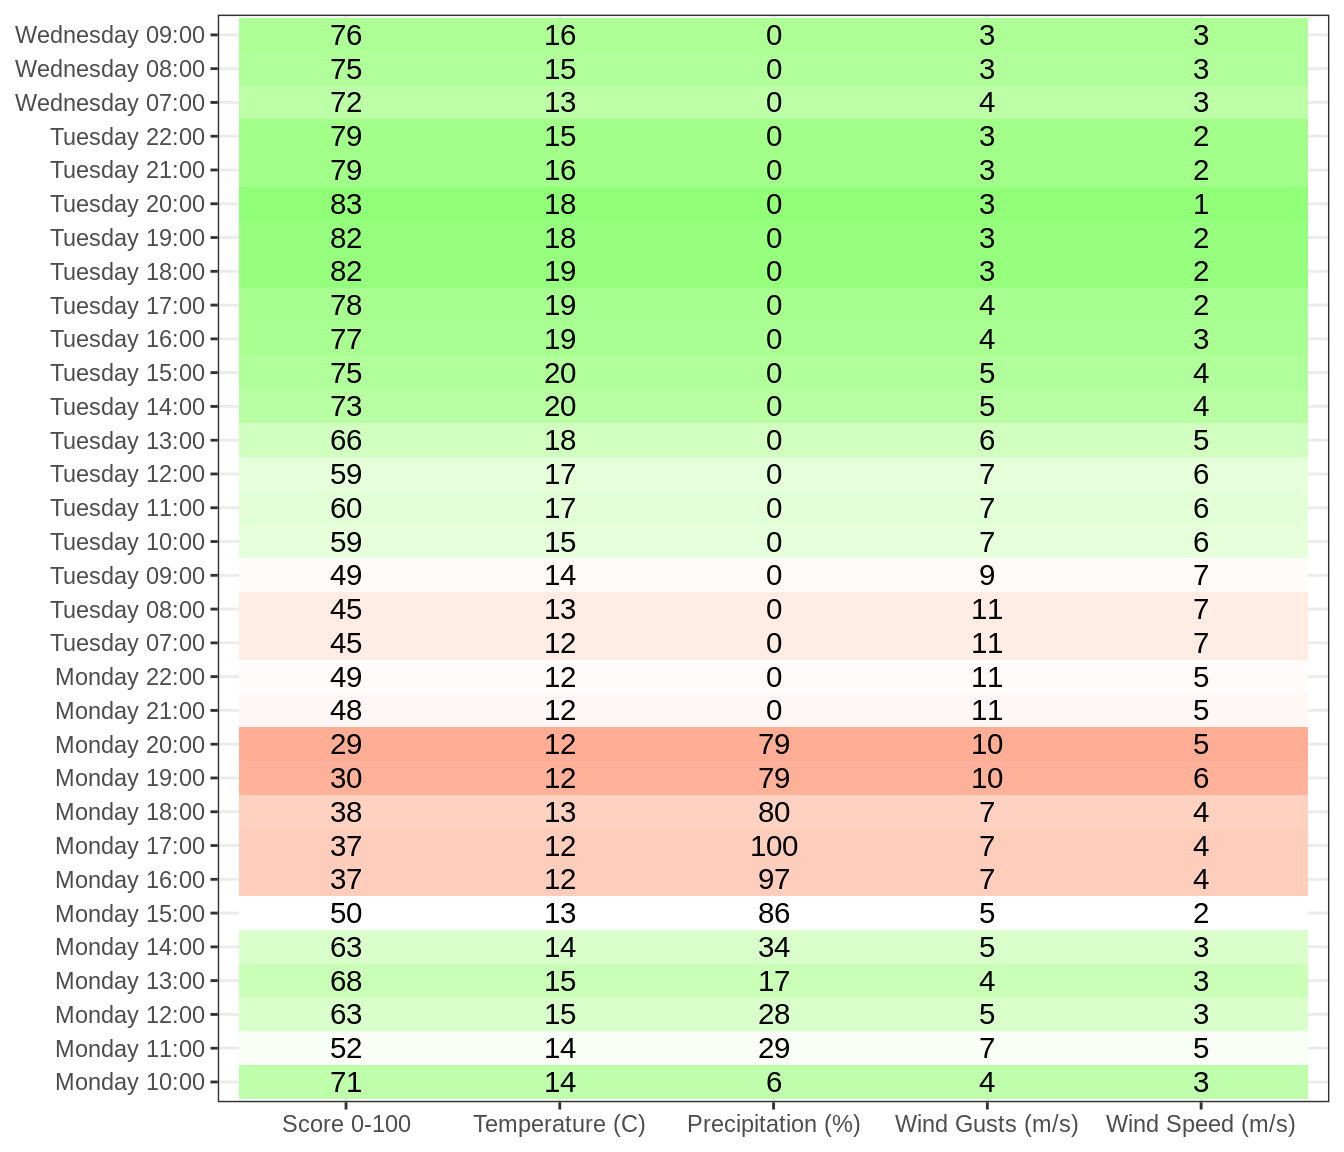 Wednesday 09:00 76 16 0 3 3
Wednesday 08:00 75 15 0 3 3
Wednesday 07:00 72 13 0 4 3
Tuesday 22:00 79 15 0 3 2
Tuesday 21:00 79 16 0 3 2
Tuesday 20:00 83 18 0 3 1
Tuesday 19:00 82 18 0 3 2
Tuesday 18:00 82 19 0 3 2
Tuesday 17:00 78 19 0 4 2
Tuesday 16:00 77 19 0 4 3
Tuesday 15:00 75 20 0 5 4
Tuesday 14:00 73 20 0 5 4
Tuesday 13:00 66 18 0 6 5
Tuesday 12:00 59 17 0 7 6
Tuesday 11:00 60 17 0 7 6
Tuesday 10:00 59 15 0 7 6
Tuesday 09:00 49 14 0 9 7
Tuesday 08:00 45 13 0 11 7
Tuesday 07:00 45 12 0 11 7
Monday 22:00 49 12 0 11 5
Monday 21:00 48 12 0 11 5
Monday 20:00 29 12 79 10 5
Monday 19:00 30 12 79 10 6
Monday 18:00 38 13 80 7 4
Monday 17:00 37 12 100 7 4
Monday 16:00 37 12 97 7 4
Monday 15:00 50 13 86 5 2
Monday 14:00 63 14 34 5 3
Monday 13:00 68 15 17 4 3
Monday 12:00 63 15 28 5 3
Monday 11:00 52 14 29 7 5
Monday 10:00 71 14 6 4 3
Score 0-100 Temperature (C) Precipitation (%) Wind Gusts (m/s) Wind Speed (m/s)